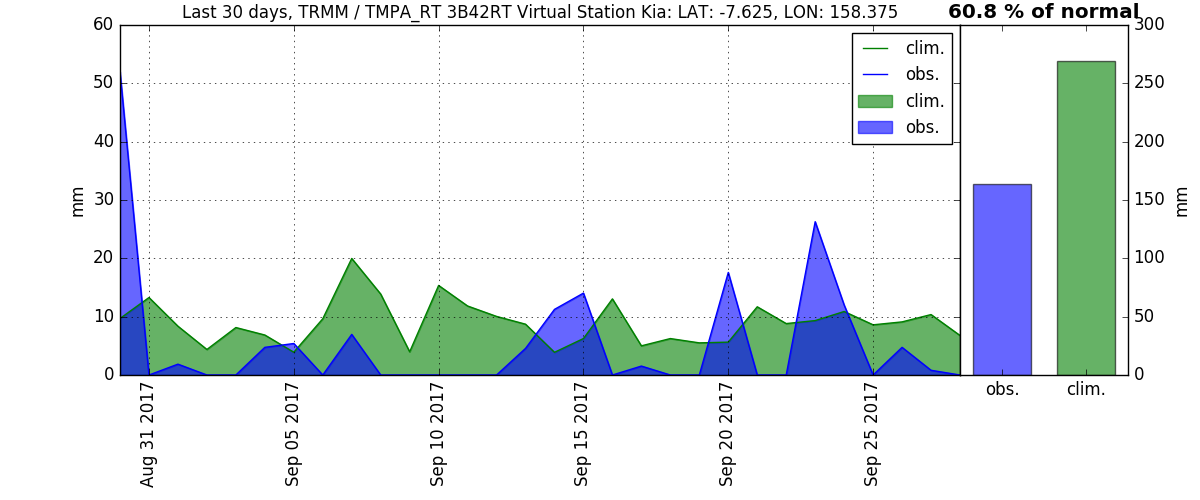 Last 30 days, TRMM / TMPA_RT 3B42RT Virtual Station Kia: LAT: -7.625, LON: 158.375
60.8 % of normal
60
50
40
30
20
10
0
mm
clim.
obs.
clim.
obs.
300
250
200
150
100
50
0
mm
Aug 31 2017
Sep 05 2017
Sep 10 2017
Sep 15 2017
Sep 20 2017
Sep 25 2017
obs.
clim.